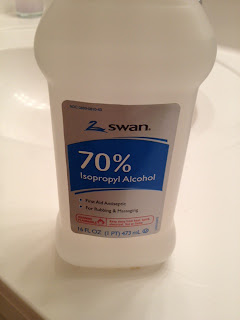 swan®
70%
Isopropyl Alcohol
First Aid Antiseptic
For Rubbing & Massaging
16 FL OZ (1 PT) 473 mL